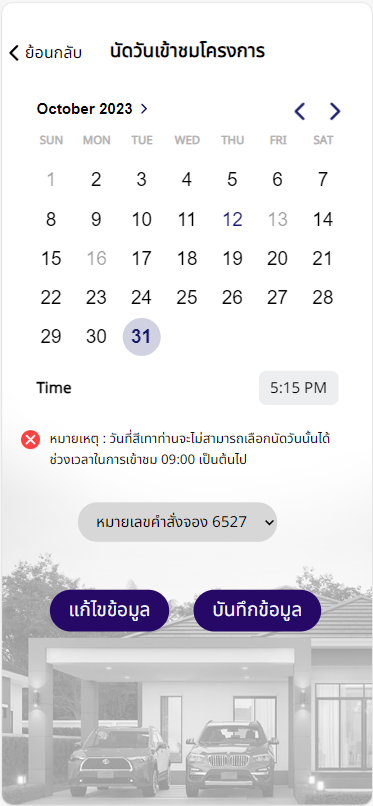 ย้อนกลับ นัดวันเข้าชมโครงการ
October 2023
SUN MON TUE WED THU FRI SAT
1 2 3 4 5 6 7
8 9 10 11 12 13 14
15 16 17 18 19 20 21
22 23 24 25 26 27 28
29 30 31
Time 5:15 PM
หมายเหตุ : วันที่สีเทาท่านจะไม่สามารถเลือกนัดวันนั้นได้
ช่วงเวลาในการเข้าชม 09:00 เป็นต้นไป
หมายเลขคำสั่งจอง 6527
แก้ไขข้อมูล บันทึกข้อมูล